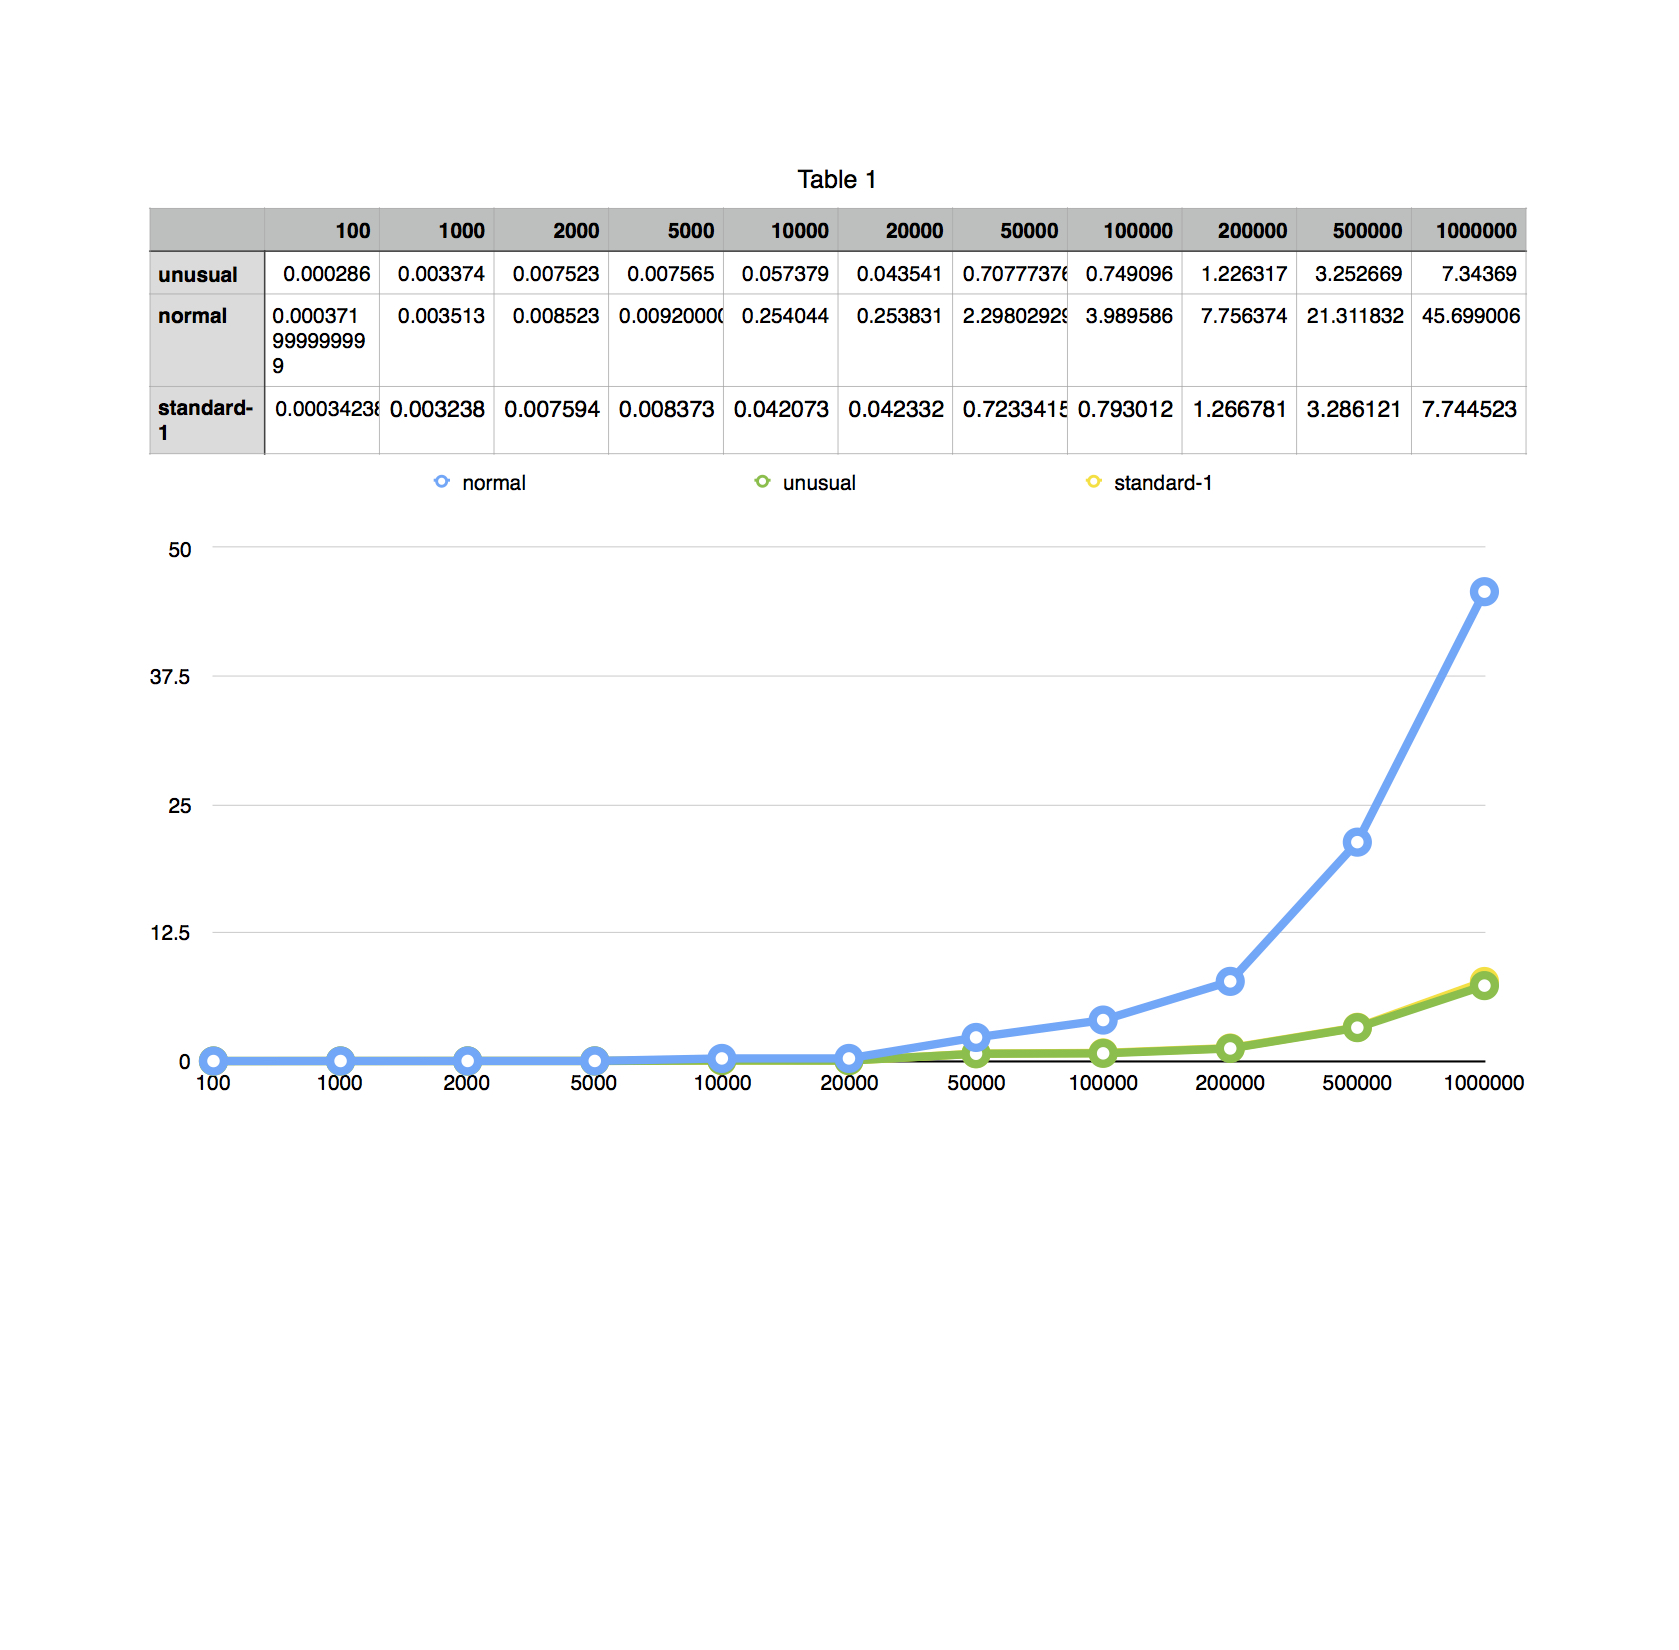 Table 1
100 1000 2000 5000 10000 20000 50000 100000 200000 500000 1000000
unusual 0.000286 0.003374 0.007523 0.007565 0.057379 0.043541 0.7077737 0.749096 1.226317 3.252669 7.34369
normal 0.000371 0.003513 0.008523 0.0092000 0.254044 0.253831 2.2980292 3.989586 7.756374 21.311832 45.699006
99999999
9
standard- 0.0003423 0.003238 0.007594 0.008373 0.042073 0.042332 0.723341 0.793012 1.266781 3.286121 7.744523
1
normal unusual standard-1
50
37.5
25
12.5
0
100 1000 2000 5000 10000 20000 50000 100000 200000 500000 1000000